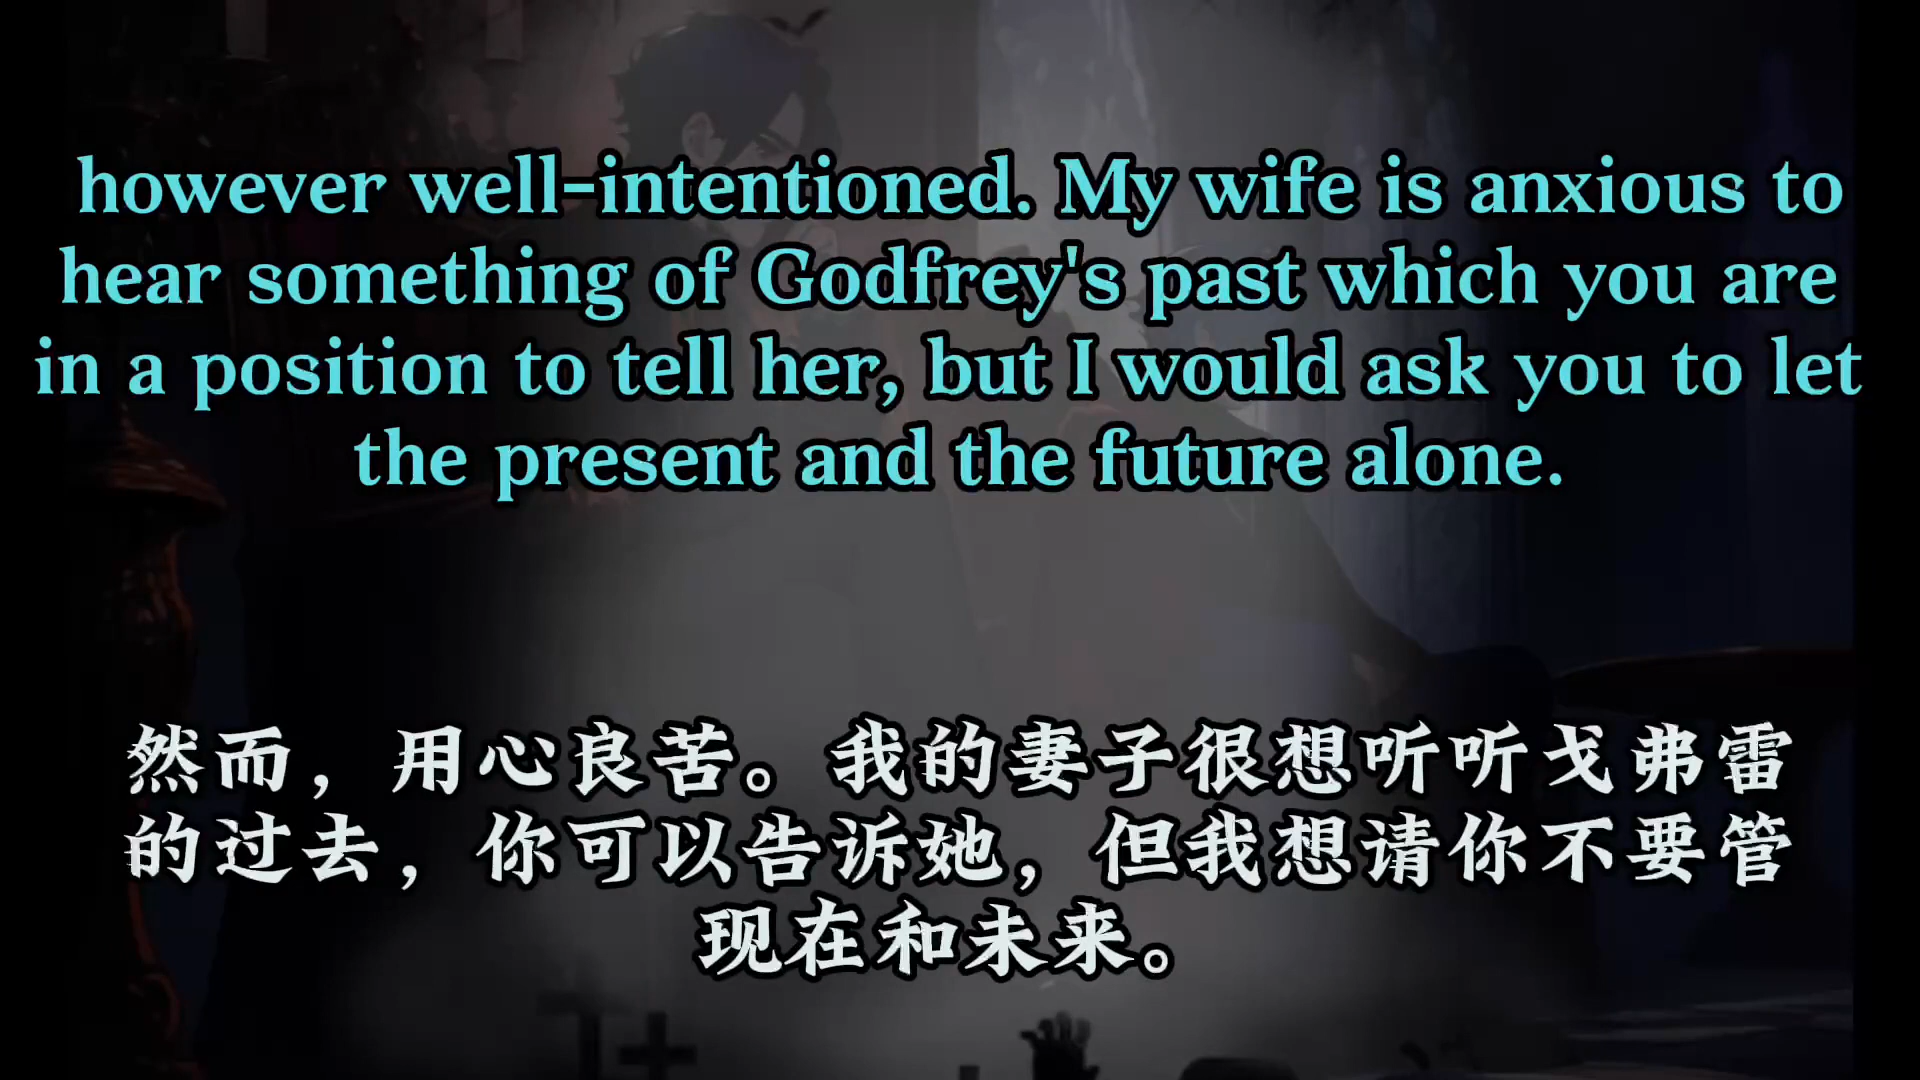 however well-intentioned. My wife is anxious to
hear something of Godfrey's past which you are
in a position to tell her, but I would ask you to let
the present and the future alone.
然而，用心良苦。我的妻子很想听听戈弗雷
的过去，你可以告诉她，但我想请你不要管
现在和未来。